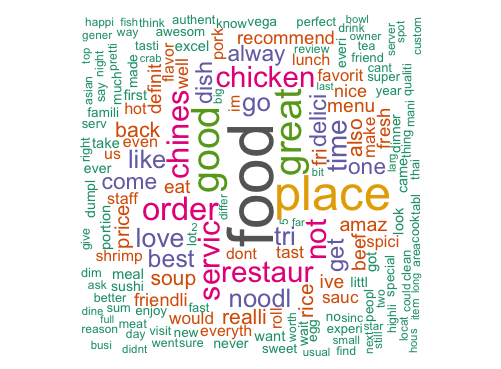 happi fish think awesom authent know vega perfect bowl
gener way tasti excel pork recommend review drink owner server spot custom
top night pretti made crab well flavor dish alway lunch everi tea friend cant
asian say much definit chicken favorit super year qualiti
famili first hot big im go nice menu mani
serv back chines good food great last delici time also make fresh dinner thing
right take even us like fri bit one larg came thai
ever come eat place area cook tabl
dumpl staff portion price order differ 5 far not amaz look
give love lot 2 servic tri get beef spici
shrimp best dont tast got special
dim meal soup restaur ive littl clean
ask sushi noodl rice sauc peopl could long item hous
better sum friendli roll egg no sinc two highli
dine enjoy fast would realli wait experi star local
full meat everyth worth next still cant
reason day visit new want
busi didnt went sure never sweet usual small find